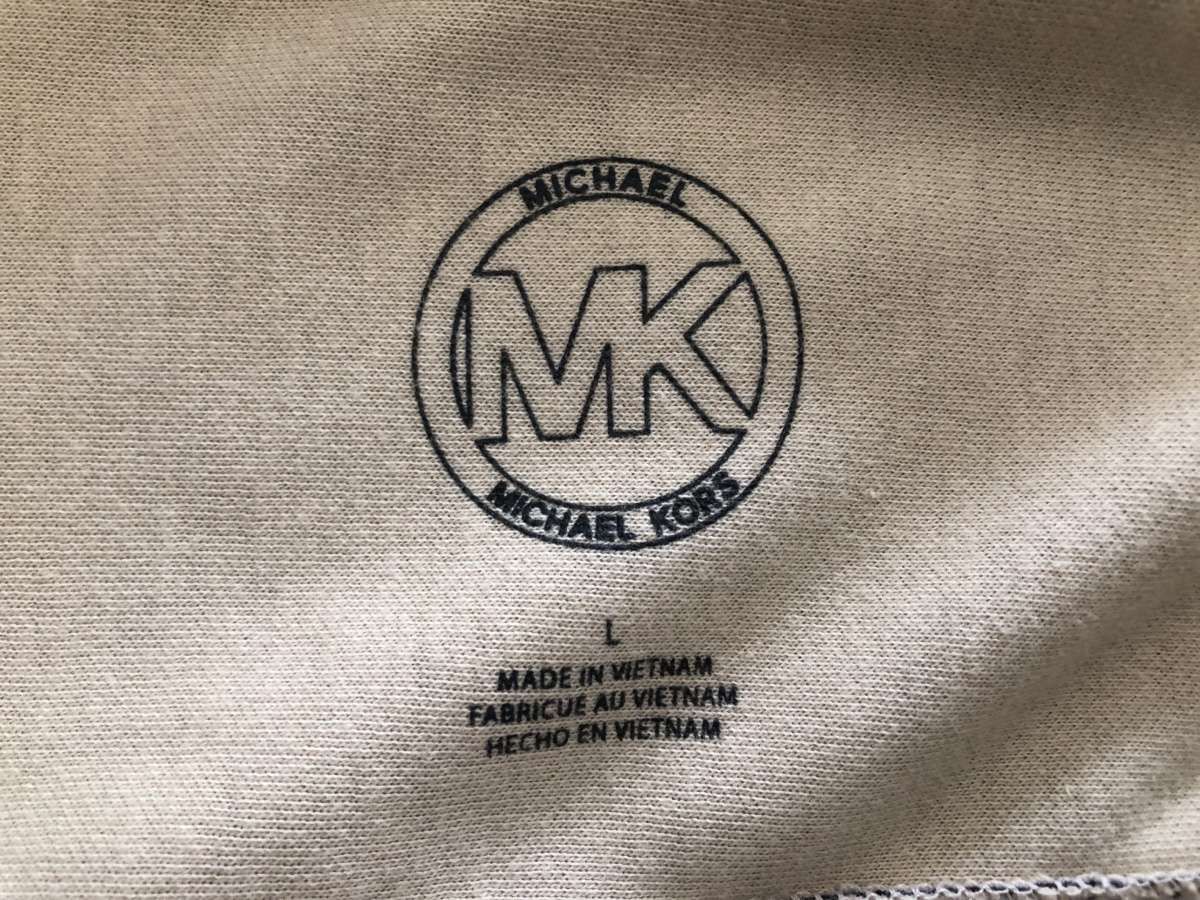 MICHAEL
MK
MICHAEL KORS
L
MADE IN VIETNAM
FABRICUE AU VIETNAM
HECHO EN VIETNAM